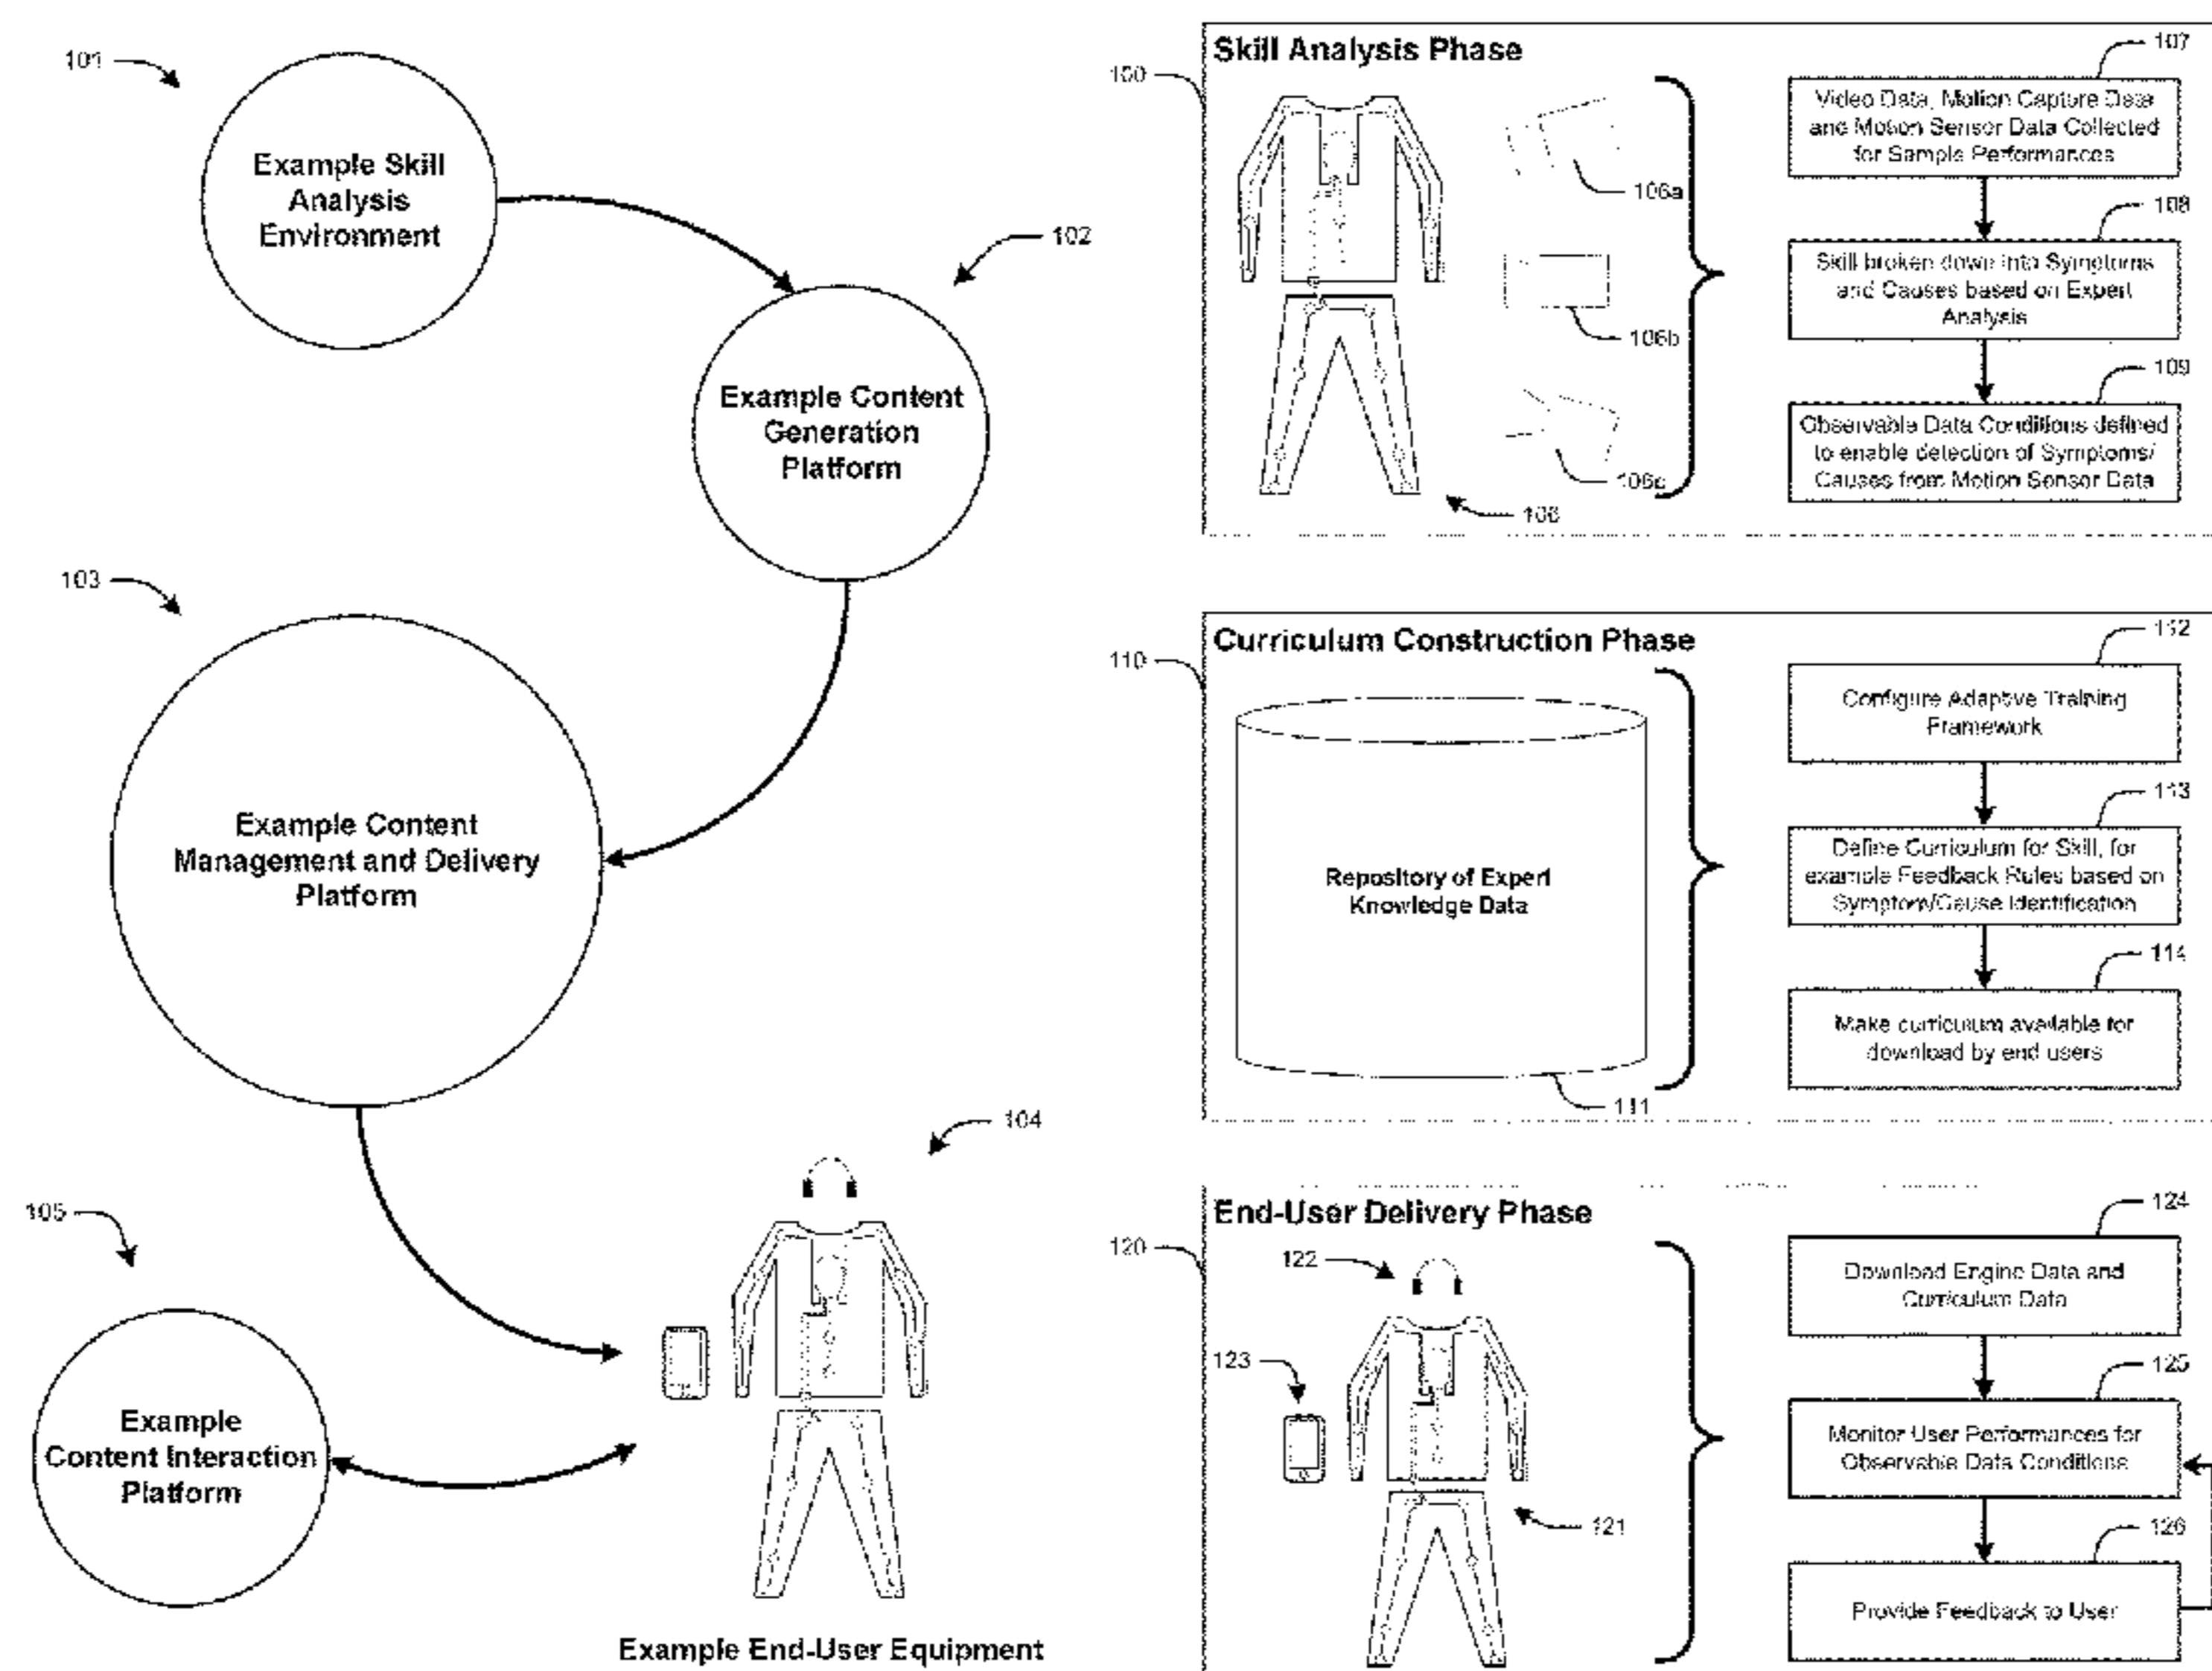 101
Example Skill
Analysis
Environment
102
Example Content
Generation
Platform
103
Example Content
Management and Delivery
Platform
104
105
Example
Content Interaction
Platform
Example End-User Equipment
100
Skill Analysis Phase
106a
106b
106c
106
107
Video Data, Motion Capture Data
and Motion Sensor Data Collected
for Sample Performances
108
Skill broken down into Symptoms
and Causes based on Expert
Analysis
109
Observable Data Conditions defined
to enable detection of Symptoms/
Causes from Motion Sensor Data
110
Curriculum Construction Phase
Repository of Expert
Knowledge Data
111
112
Configure Adaptive Training
Framework
113
Define Curriculum for Skill, for
example Feedback Rules based on
Symptom/Cause Identification
114
Make curriculum available for
download by end users
120
End-User Delivery Phase
122
123
121
124
Download Engine Data and
Curriculum Data
125
Monitor User Performances for
Observable Data Conditions
126
Provide Feedback to User